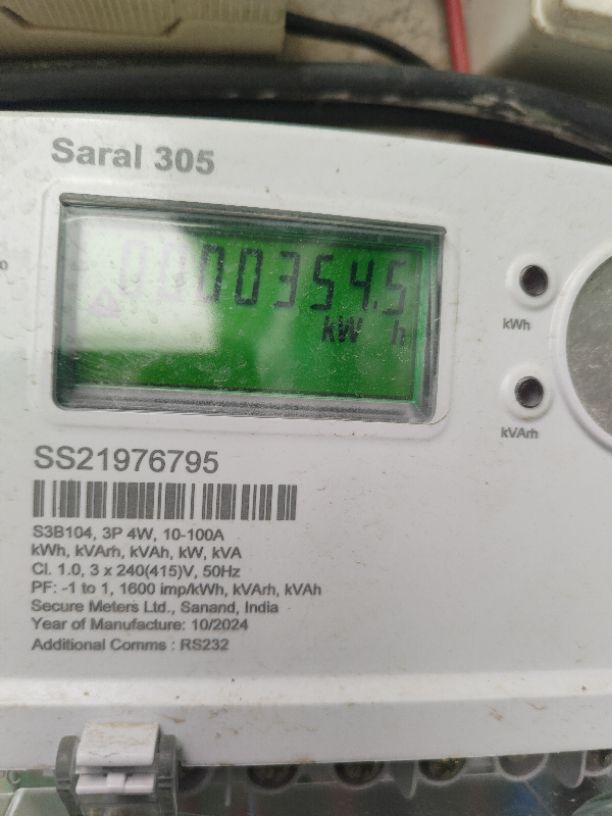 Saral 305
0000354.5
kW h
kWh
kVArh
SS21976795
S3B104, 3P 4W, 10-100A
kWh, kVArh, kVAh, kW, kVA
Cl. 1.0, 3 x 240(415)V, 50Hz
PF: -1 to 1, 1600 imp/kWh, kVArh, kVAh
Secure Meters Ltd., Sanand, India
Year of Manufacture: 10/2024
Additional Comms : RS232